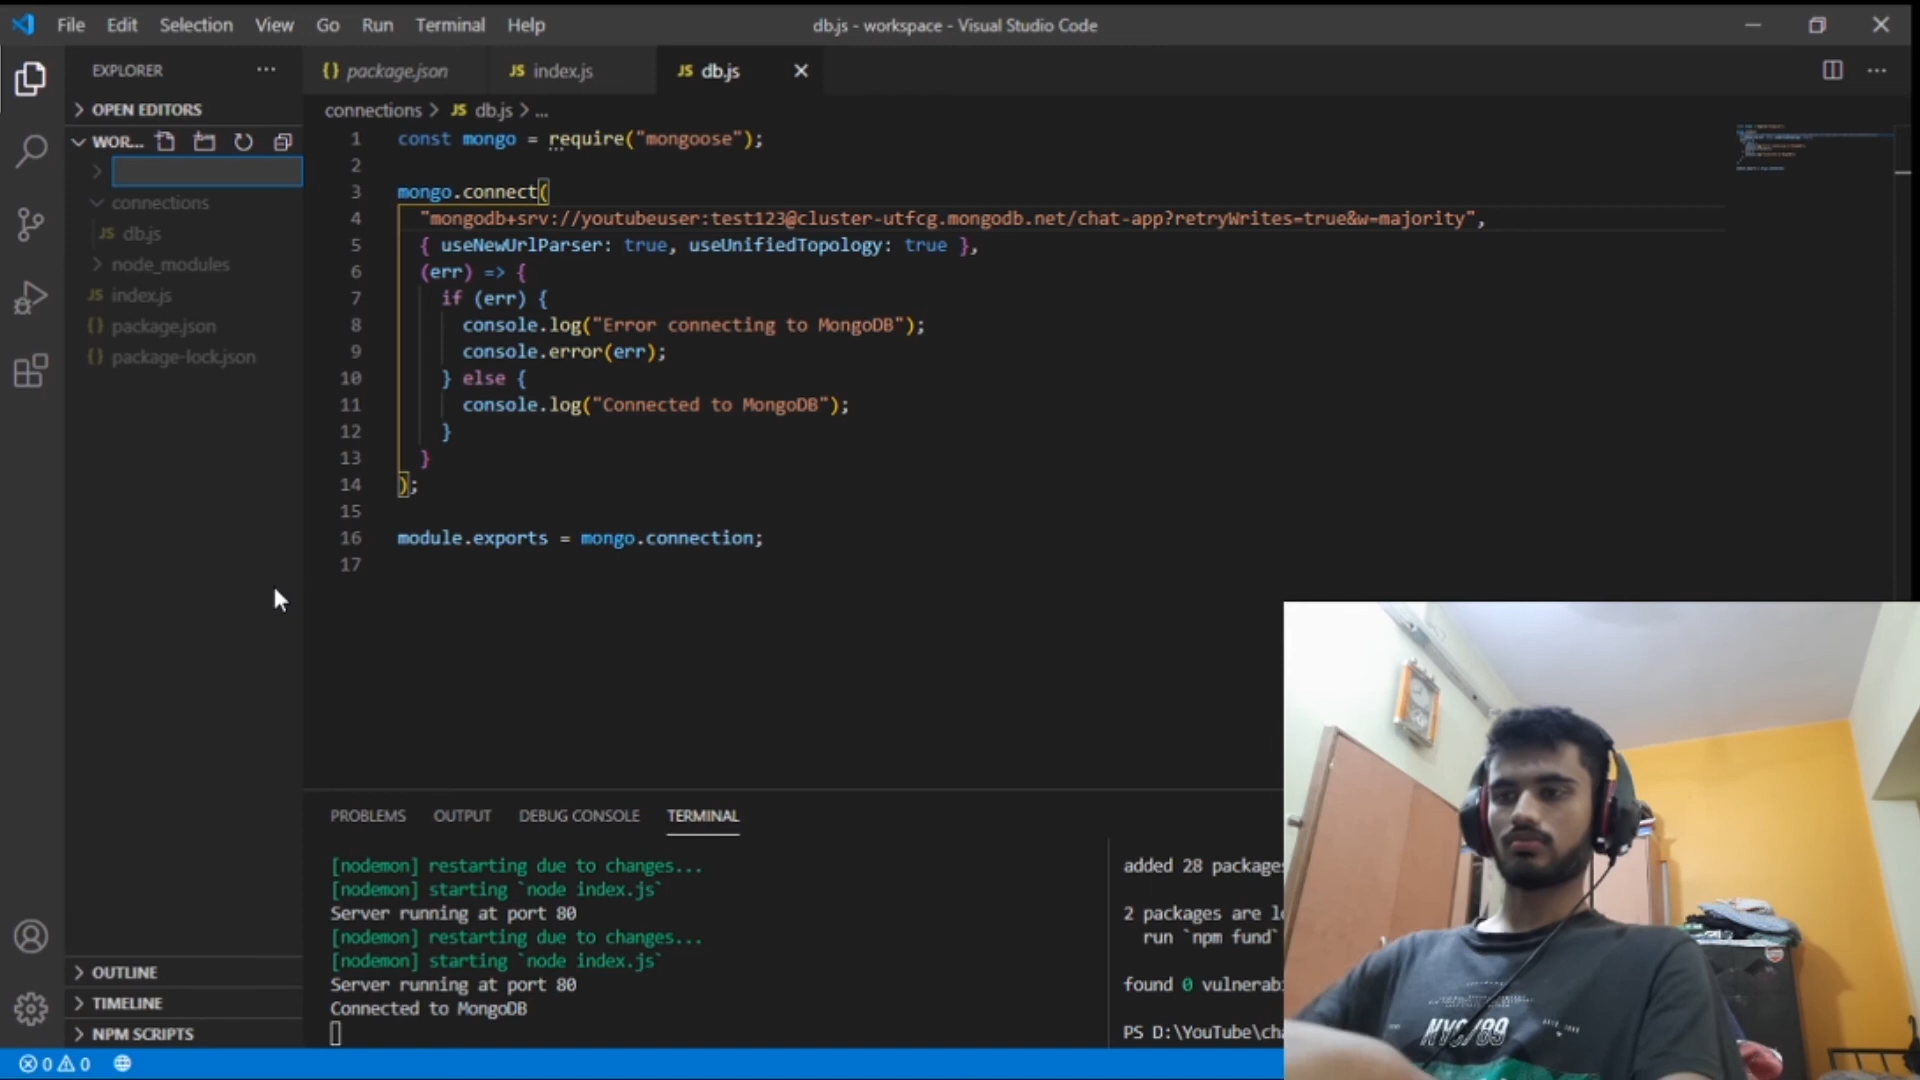 File Edit Selection View Go Run Terminal Help
db.js - workspace - Visual Studio Code
EXPLORER
OPEN EDITORS
WOR...
connections
db.js
node_modules
index.js
package.json
package-lock.json
OUTLINE
TIMELINE
NPM SCRIPTS
0 0
{} package.json
JS index.js
JS db.js
connections > JS db.js > ...
1 const mongo = require("mongoose");
2
3 mongo.connect(
4 "mongodb+srv://youtubeuser:test123@cluster-utfcg.mongodb.net/chat-app?retryWrites=true&w=majority",
5 { useNewUrlParser: true, useUnifiedTopology: true },
6 (err) => {
7 if (err) {
8 console.log("Error connecting to MongoDB");
9 console.error(err);
10 } else {
11 console.log("Connected to MongoDB");
12 }
13 }
14 );
15
16 module.exports = mongo.connection;
17
PROBLEMS OUTPUT DEBUG CONSOLE TERMINAL
[nodemon] restarting due to changes...
[nodemon] starting `node index.js`
Server running at port 80
[nodemon] restarting due to changes...
[nodemon] starting `node index.js`
Server running at port 80
Connected to MongoDB
added 28 packages
2 packages are lo
run `npm fund`
found 0 vulnerab
PS D:\YouTube\cha
NYC/89